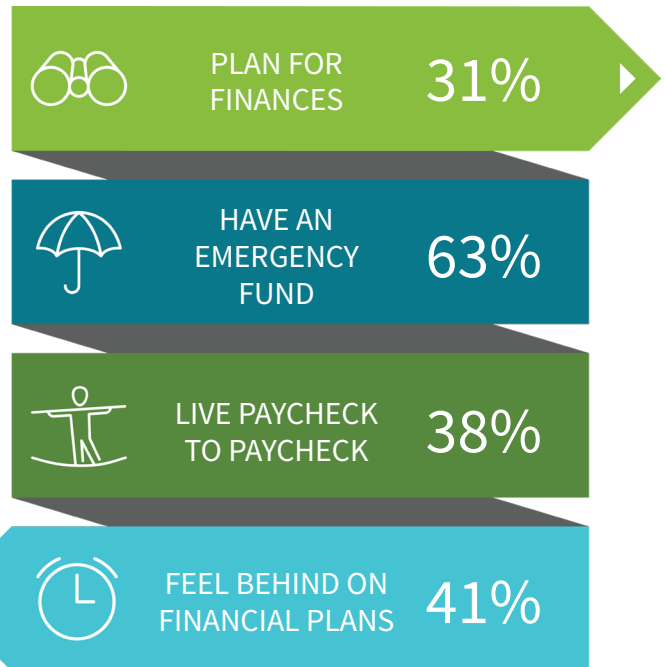 PLAN FOR
FINANCES
31%
HAVE AN
EMERGENCY
FUND
63%
LIVE PAYCHECK
TO PAYCHECK
38%
FEEL BEHIND ON
FINANCIAL PLANS
41%